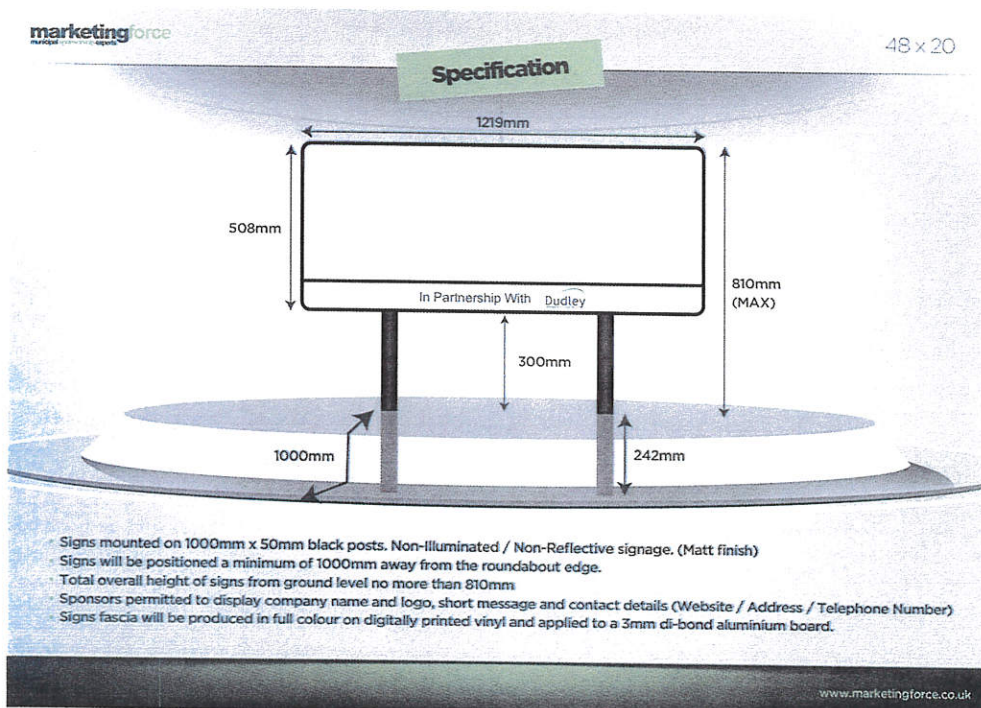 marketingforce
municipal sponsorship experts
48 x 20
Specification
1219mm
508mm
810mm
(MAX)
In Partnership With Dudley
300mm
1000mm
242mm
Signs mounted on 1000mm x 50mm black posts. Non-Illuminated / Non-Reflective signage. (Matt finish)
Signs will be positioned a minimum of 1000mm away from the roundabout edge.
Total overall height of signs from ground level no more than 810mm
Sponsors permitted to display company name and logo, short message and contact details (Website / Address / Telephone Number)
Signs fascia will be produced in full colour on digitally printed vinyl and applied to a 3mm di-bond aluminium board.
www.marketingforce.co.uk